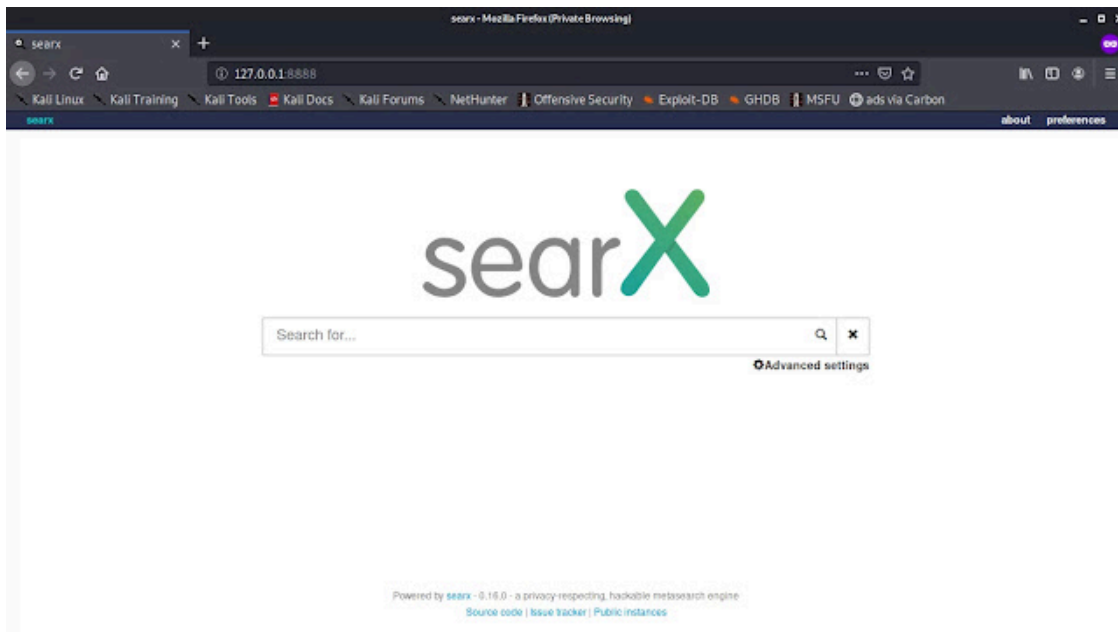 searx - Mozilla Firefox (Private Browsing)
searx
127.0.0.1:8888
Kali Linux Kali Training Kali Tools Kali Docs Kali Forums NetHunter Offensive Security Exploit-DB GHDB MSFU ads via Carbon
searx about preferences
searX
Search for...
Advanced settings
Powered by searx - 0.16.0 - a privacy-respecting, hackable metasearch engine
Source code | Issue tracker | Public instances